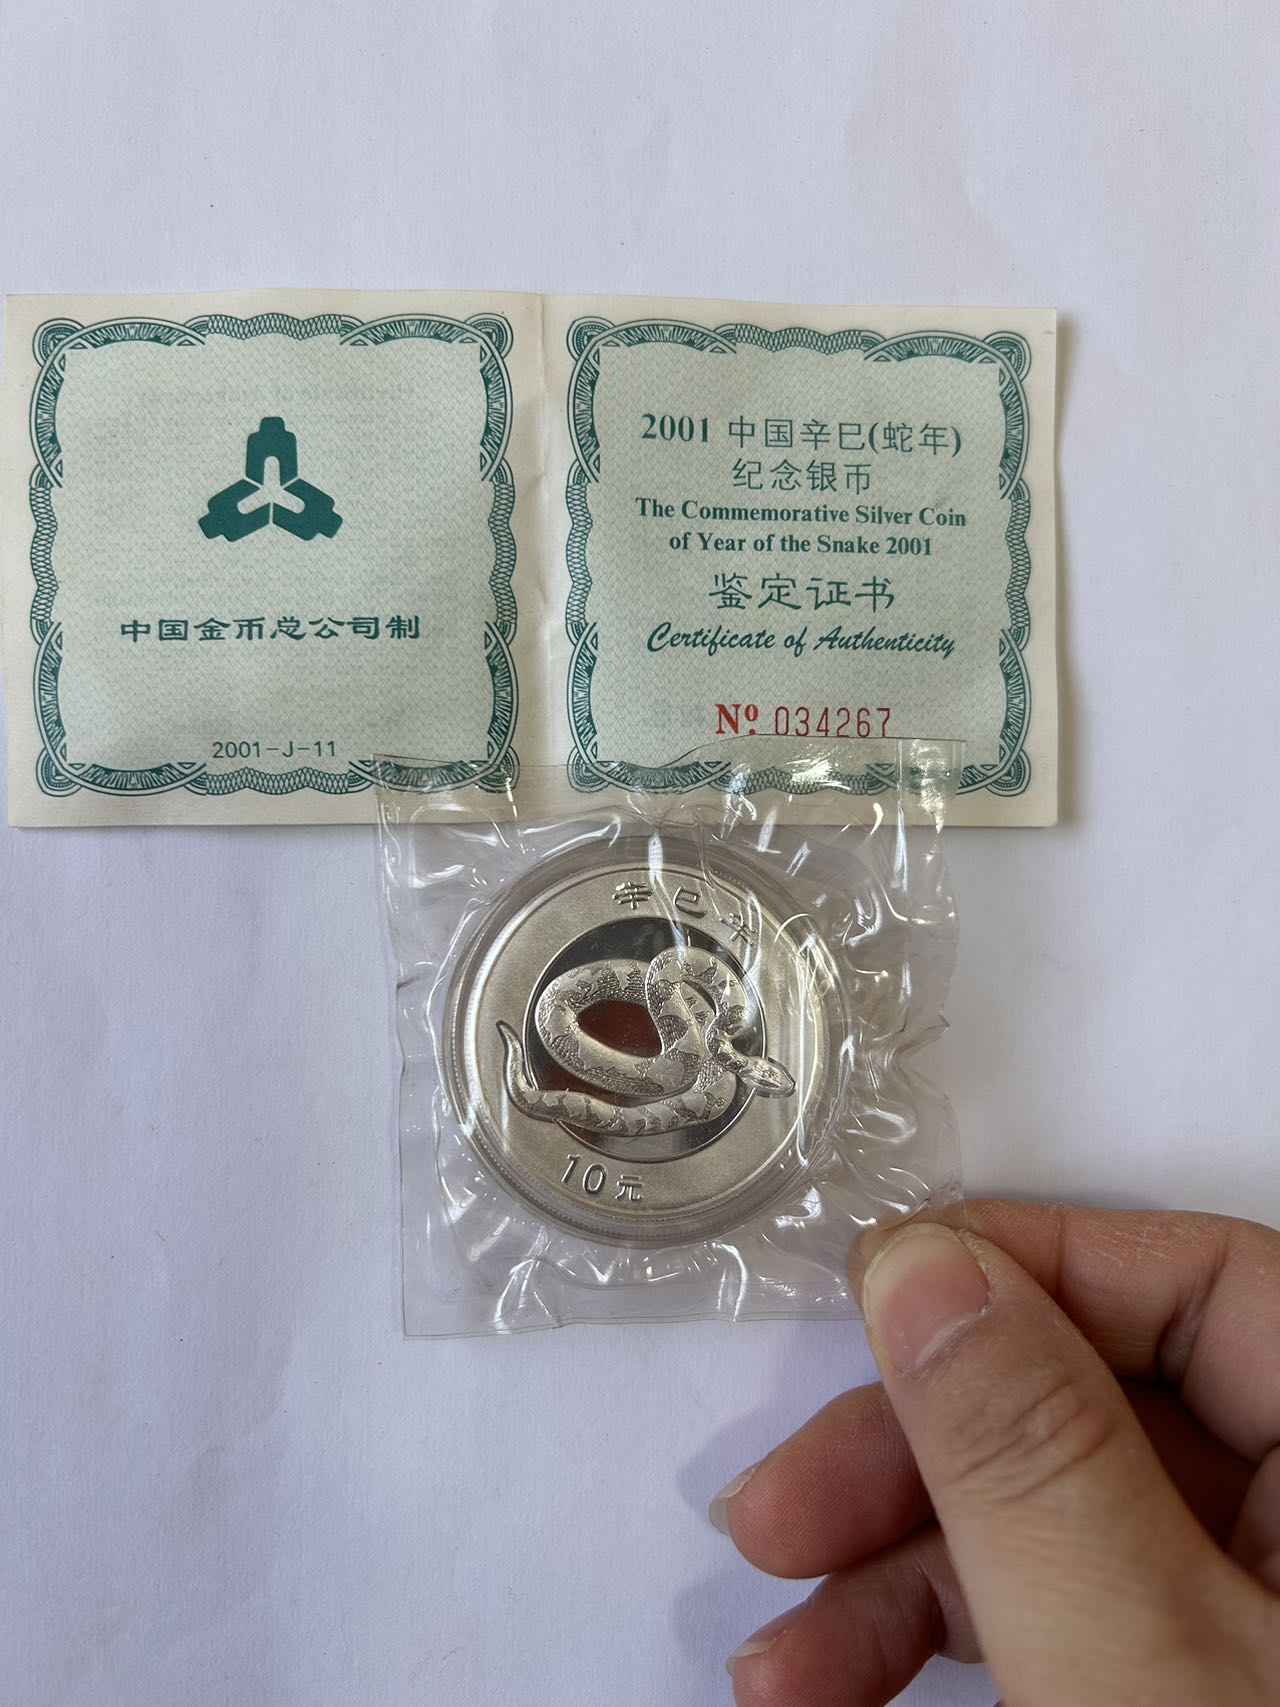 中国金币总公司制
2001-J-11
2001 中国辛巳(蛇年)
纪念银币
The Commemorative Silver Coin
of Year of the Snake 2001
鉴定证书
Certificate of Authenticity
Nº 034267
辛巳年
10元